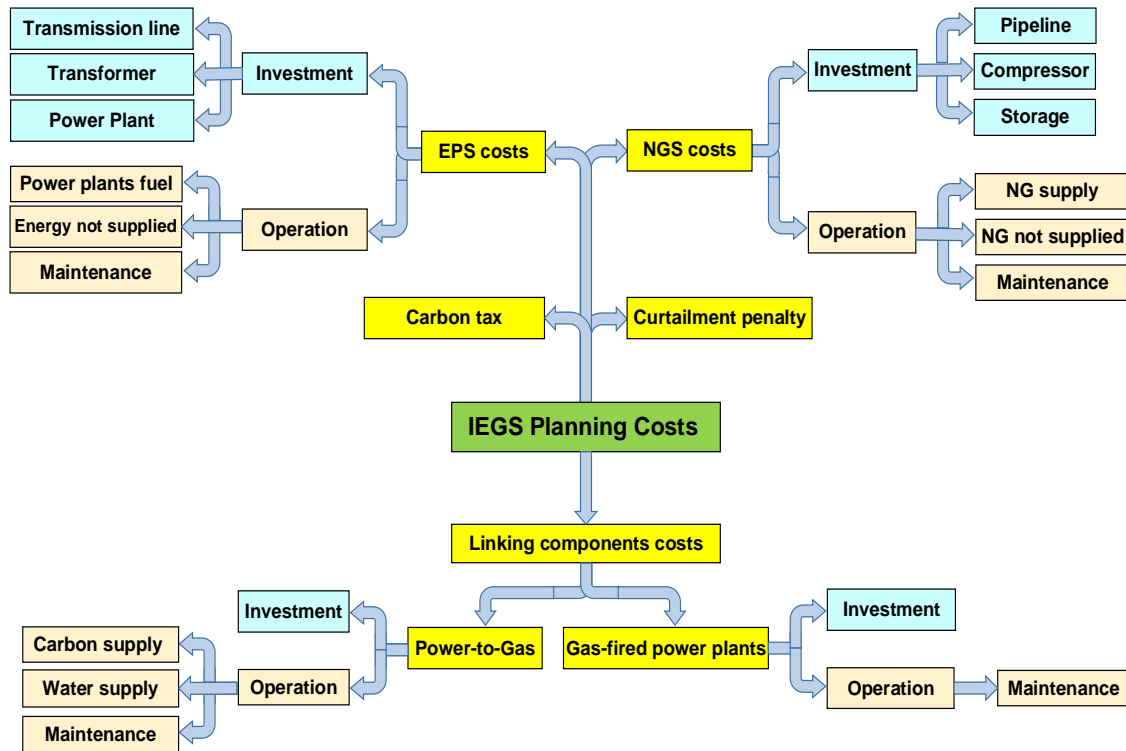 Transmission line
Transformer
Power Plant
Investment
EPS costs
Power plants fuel
Energy not supplied
Maintenance
Operation
NGS costs
Investment
Pipeline
Compressor
Storage
Operation
NG supply
NG not supplied
Maintenance
Carbon tax
Curtailment penalty
IEGS Planning Costs
Linking components costs
Power-to-Gas
Investment
Operation
Carbon supply
Water supply
Maintenance
Gas-fired power plants
Investment
Operation
Maintenance